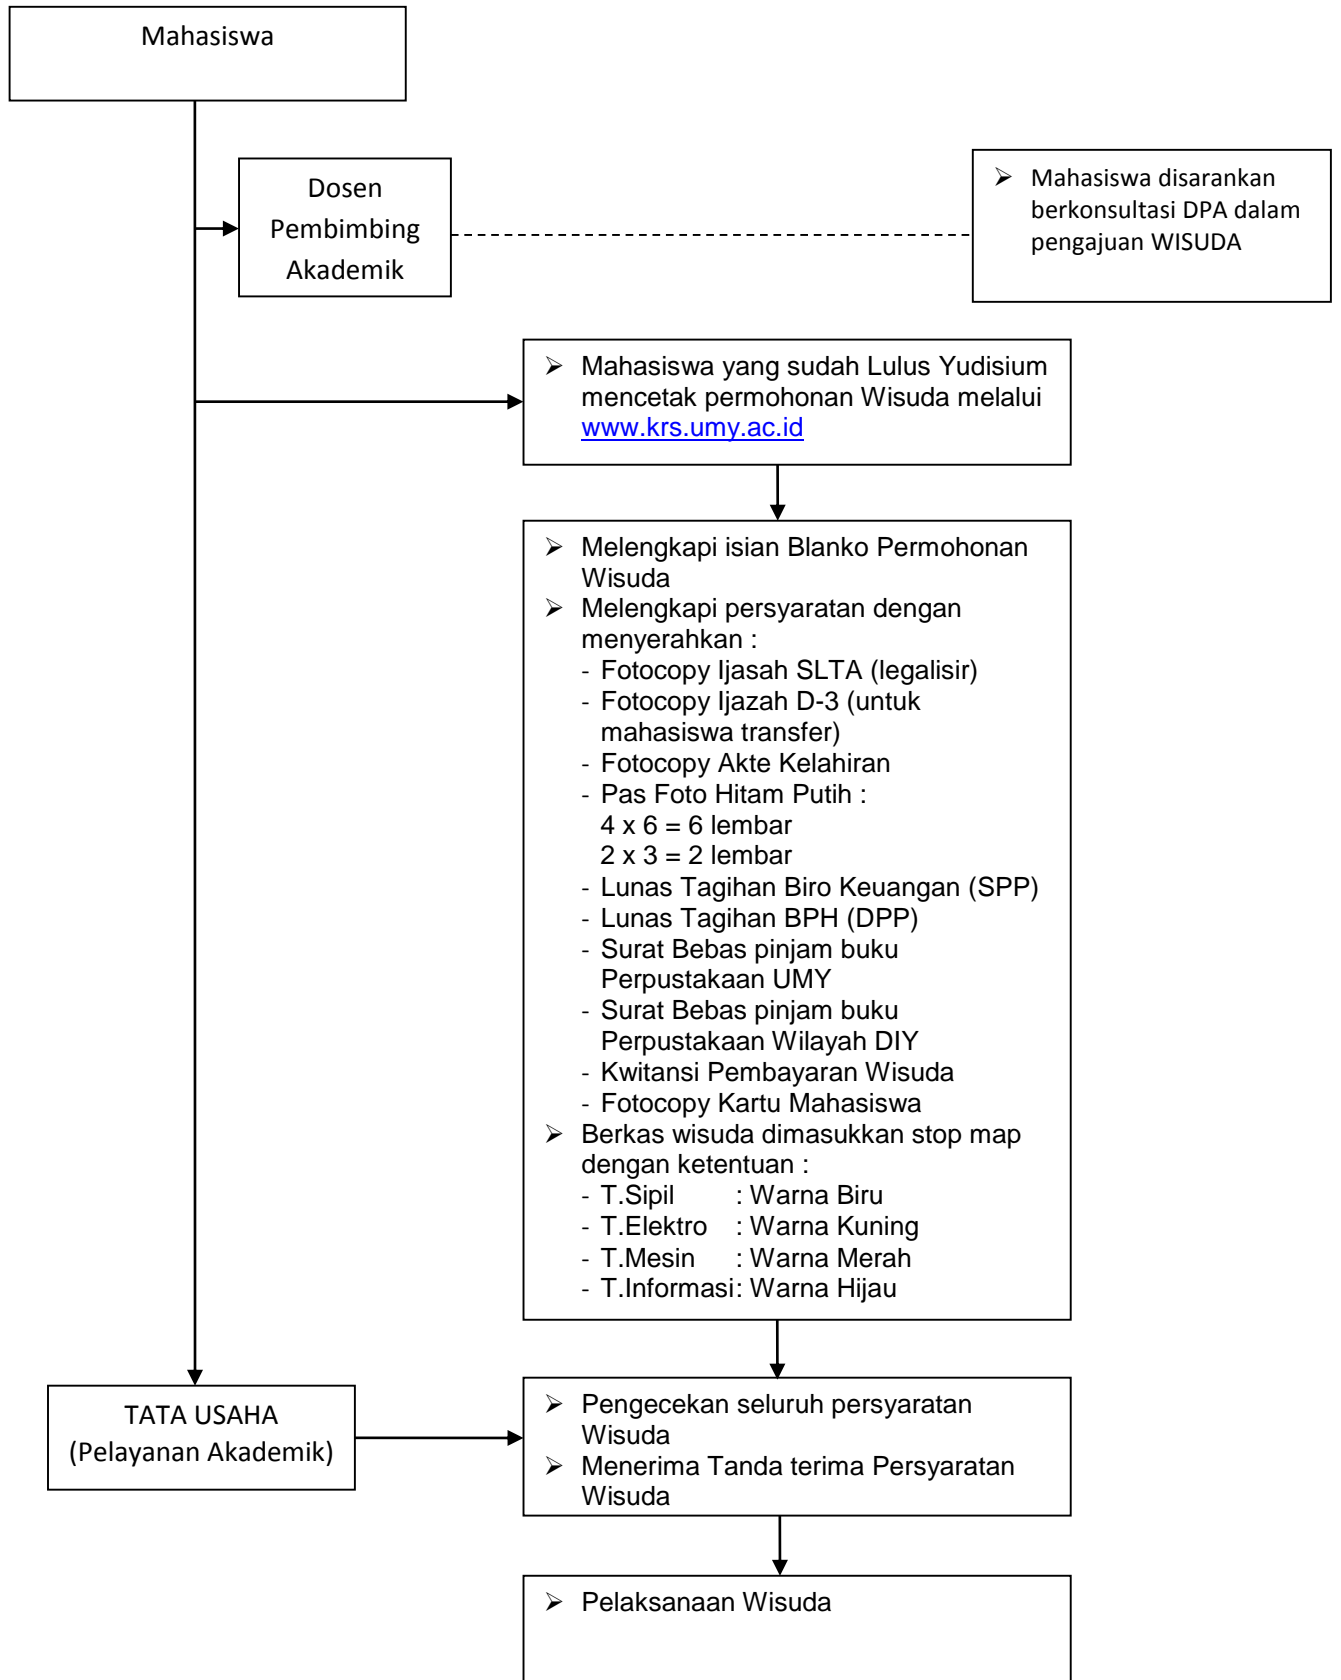 Mahasiswa
Dosen
Pembimbing
Akademik
➢ Mahasiswa disarankan
berkonsultasi DPA dalam
pengajuan WISUDA
➢ Mahasiswa yang sudah Lulus Yudisium
mencetak permohonan Wisuda melalui
www.krs.umy.ac.id
➢ Melengkapi isian Blanko Permohonan
Wisuda
➢ Melengkapi persyaratan dengan
menyerahkan :
- Fotocopy Ijasah SLTA (legalisir)
- Fotocopy Ijazah D-3 (untuk
mahasiswa transfer)
- Fotocopy Akte Kelahiran
- Pas Foto Hitam Putih :
4 x 6 = 6 lembar
2 x 3 = 2 lembar
- Lunas Tagihan Biro Keuangan (SPP)
- Lunas Tagihan BPH (DPP)
- Surat Bebas pinjam buku
Perpustakaan UMY
- Surat Bebas pinjam buku
Perpustakaan Wilayah DIY
- Kwitansi Pembayaran Wisuda
- Fotocopy Kartu Mahasiswa
➢ Berkas wisuda dimasukkan stop map
dengan ketentuan :
- T.Sipil : Warna Biru
- T.Elektro : Warna Kuning
- T.Mesin : Warna Merah
- T.Informasi: Warna Hijau
TATA USAHA
(Pelayanan Akademik)
➢ Pengecekan seluruh persyaratan
Wisuda
➢ Menerima Tanda terima Persyaratan
Wisuda
➢ Pelaksanaan Wisuda